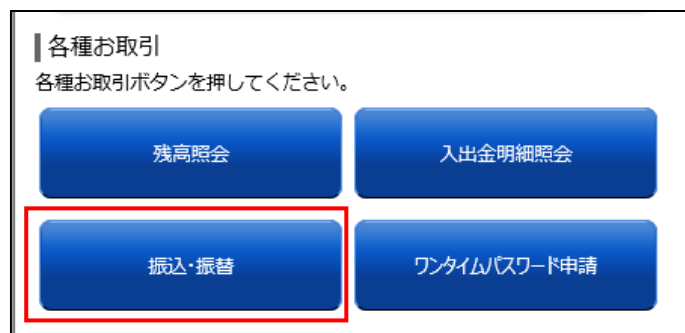 各種お取引
各種お取引ボタンを押してください。
残高照会
入出金明細照会
振込・振替
ワンタイムパスワード申請